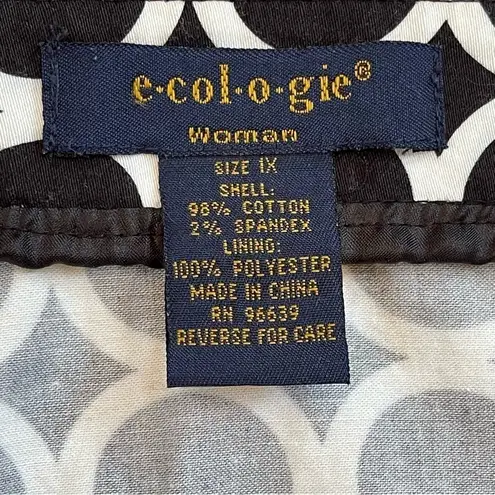 e·col·o·gie®
Woman
SIZE 1X
SHELL:
98% COTTON
2% SPANDEX
LINING:
100% POLYESTER
MADE IN CHINA
RN 96639
REVERSE FOR CARE